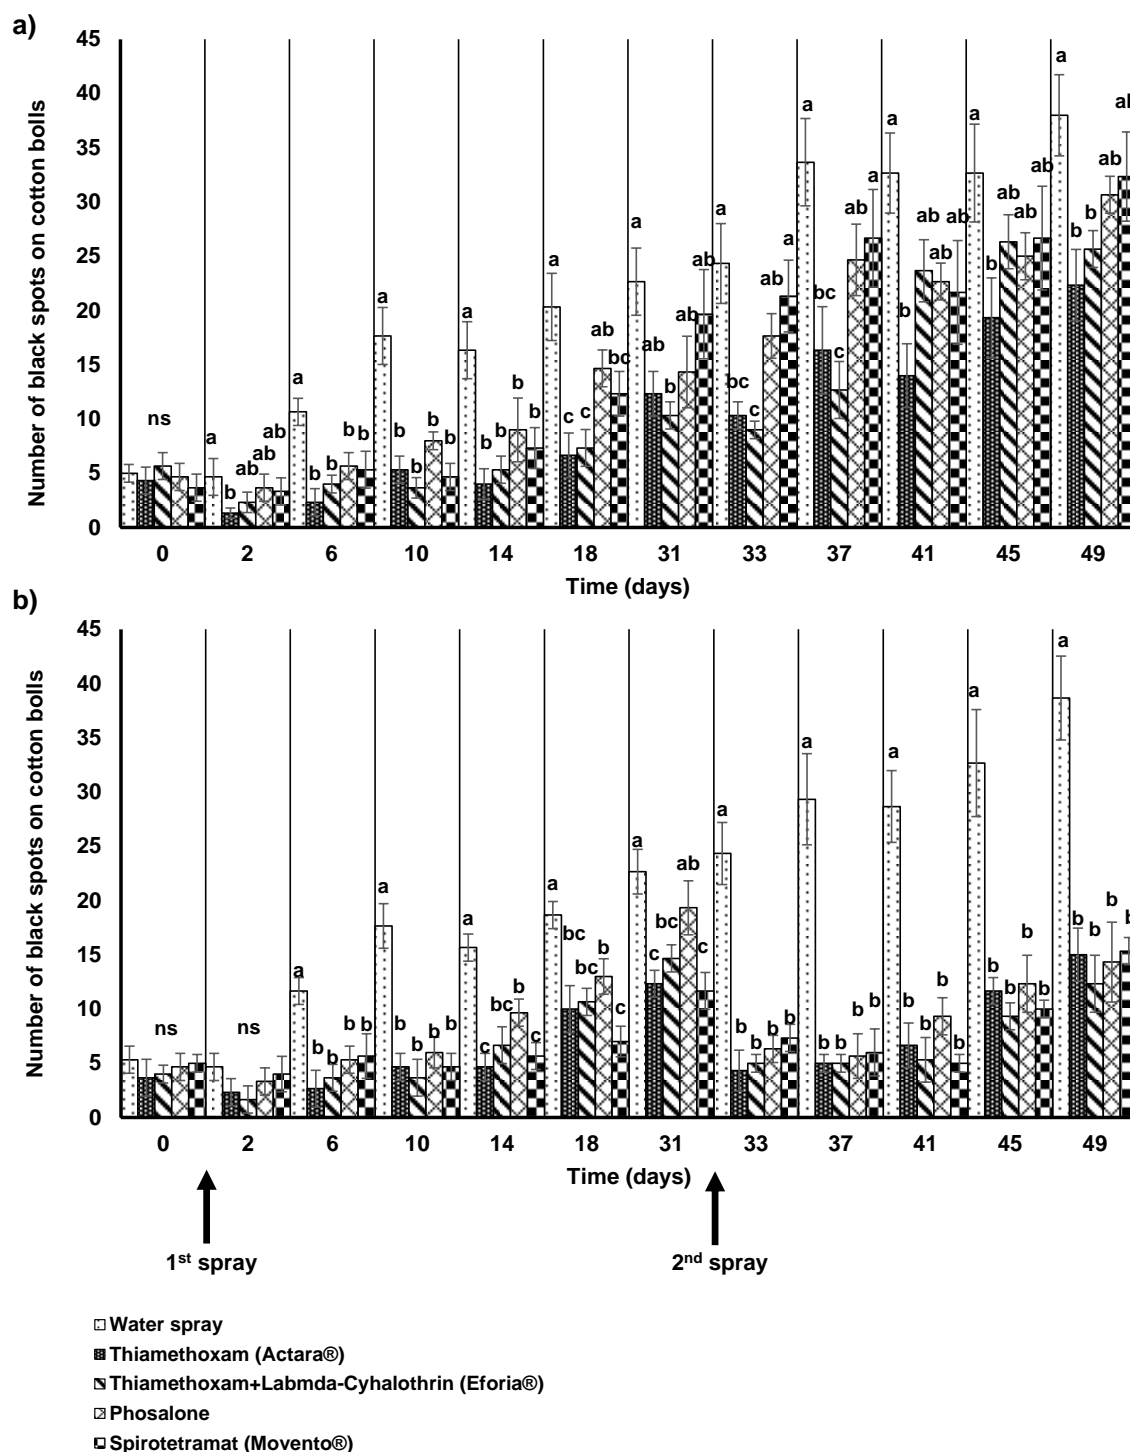 a)
Number of black spots on cotton bolls
45
40
35
30
25
20
15
10
5
0
ns
a b ab ab
a b b b b
a b b b b
a b b b b
a c c ab bc
a ab b ab ab
a bc c ab a
a bc c ab a
a b ab ab ab
a b ab ab ab
a b b ab
0 2 6 10 14 18 31 33 37 41 45 49
Time (days)
b)
Number of black spots on cotton bolls
45
40
35
30
25
20
15
10
5
0
ns
ns
a b b b b
a b b b b
a c bc b c
a bc bc b c
a c bc ab c
a b b b b
a b b b b
a b b b b
a b b b b
a b b b
0 2 6 10 14 18 31 33 37 41 45 49
Time (days)
1st spray
2nd spray
Water spray
Thiamethoxam (Actara®)
Thiamethoxam+Labmda-Cyhalothrin (Eforia®)
Phosalone
Spirotetramat (Movento®)